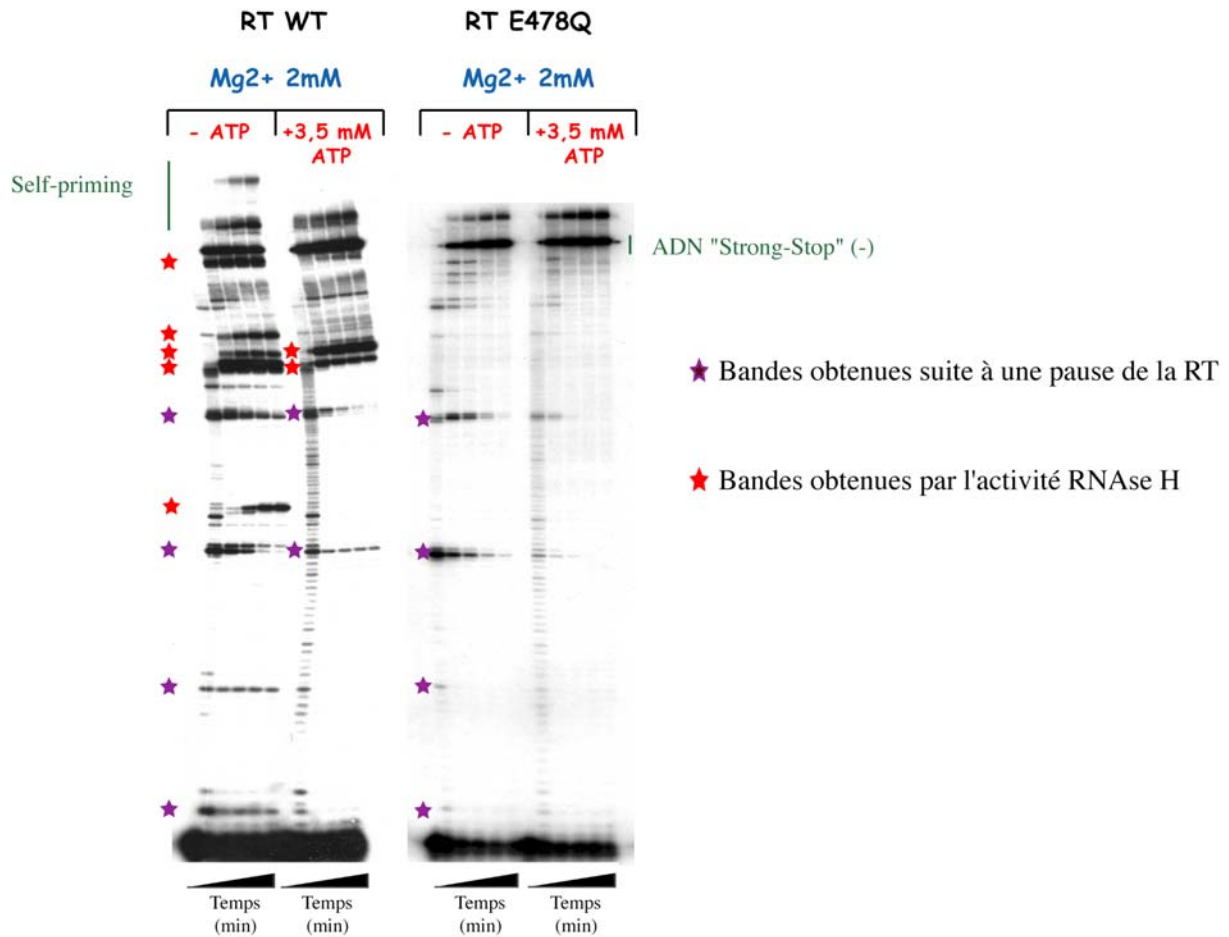 RT WT
RT E478Q
Mg2+ 2mM
Mg2+ 2mM
- ATP
+3,5 mM
ATP
- ATP
+3,5 mM
ATP
Self-priming
ADN "Strong-Stop" (-)
Bandes obtenues suite à une pause de la RT
Bandes obtenues par l'activité RNAse H
Temps
(min)
Temps
(min)
Temps
(min)
Temps
(min)